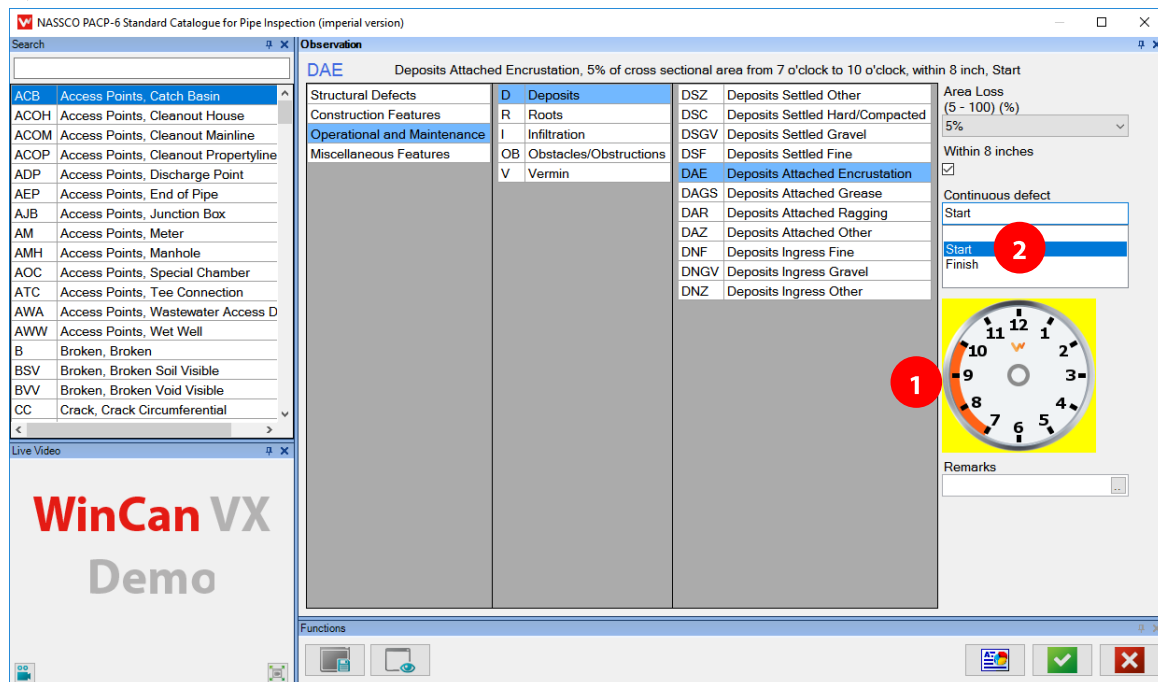 NASSCO PACP-6 Standard Catalogue for Pipe Inspection (imperial version)
Search
ACB Access Points, Catch Basin
ACOH Access Points, Cleanout House
ACOM Access Points, Cleanout Mainline
ACOP Access Points, Cleanout Propertyline
ADP Access Points, Discharge Point
AEP Access Points, End of Pipe
AJB Access Points, Junction Box
AM Access Points, Meter
AMH Access Points, Manhole
AOC Access Points, Special Chamber
ATC Access Points, Tee Connection
AWA Access Points, Wastewater Access D
AWW Access Points, Wet Well
B Broken, Broken
BSV Broken, Broken Soil Visible
BVV Broken, Broken Void Visible
CC Crack, Crack Circumferential
Live Video
WinCan VX
Demo
Observation
DAE Deposits Attached Encrustation, 5% of cross sectional area from 7 o'clock to 10 o'clock, within 8 inch, Start
Structural Defects
Construction Features
Operational and Maintenance
Miscellaneous Features
D Deposits
R Roots
I Infiltration
OB Obstacles/Obstructions
V Vermin
DSZ Deposits Settled Other
DSC Deposits Settled Hard/Compacted
DSGV Deposits Settled Gravel
DSF Deposits Settled Fine
DAE Deposits Attached Encrustation
DAGS Deposits Attached Grease
DAR Deposits Attached Ragging
DAZ Deposits Attached Other
DNF Deposits Ingress Fine
DNGV Deposits Ingress Gravel
DNZ Deposits Ingress Other
Area Loss
(5 - 100) (%)
5%
Within 8 inches
Continuous defect
Start
Start
Finish
2
1
12
11 1
10 2
9 3
8 4
7 5
6
Remarks
..
Functions